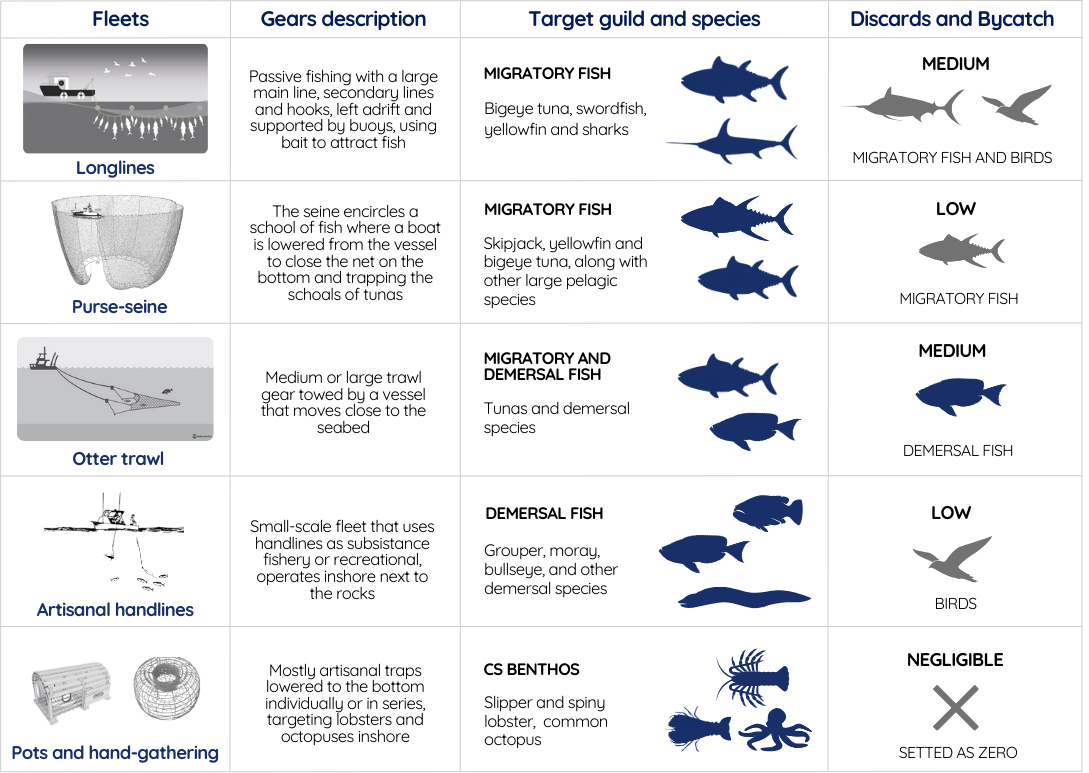 Fleets
Gears description
Target guild and species
Discards and Bycatch
Longlines
Passive fishing with a large
main line, secondary lines
and hooks, left adrift and
supported by buoys, using
bait to attract fish
MIGRATORY FISH
Bigeye tuna, swordfish,
yellowfin and sharks
MEDIUM
MIGRATORY FISH AND BIRDS
Purse-seine
The seine encircles a
school of fish where a boat
is lowered from the vessel
to close the net on the
bottom and trapping the
schoals of tunas
MIGRATORY FISH
Skipjack, yellowfin and
bigeye tuna, along with
other large pelagic
species
LOW
MIGRATORY FISH
Otter trawl
Medium or large trawl
gear towed by a vessel
that moves close to the
seabed
MIGRATORY AND
DEMERSAL FISH
Tunas and demersal
species
MEDIUM
DEMERSAL FISH
Artisanal handlines
Small-scale fleet that uses
handlines as subsistance
fishery or recreational,
operates inshore next to
the rocks
DEMERSAL FISH
Grouper, moray,
bullseye, and other
demersal species
LOW
BIRDS
Pots and hand-gathering
Mostly artisanal traps
lowered to the bottom
individually or in series,
targeting lobsters and
octopuses inshore
CS BENTHOS
Slipper and spiny
lobster, common
octopus
NEGLIGIBLE
SETTED AS ZERO